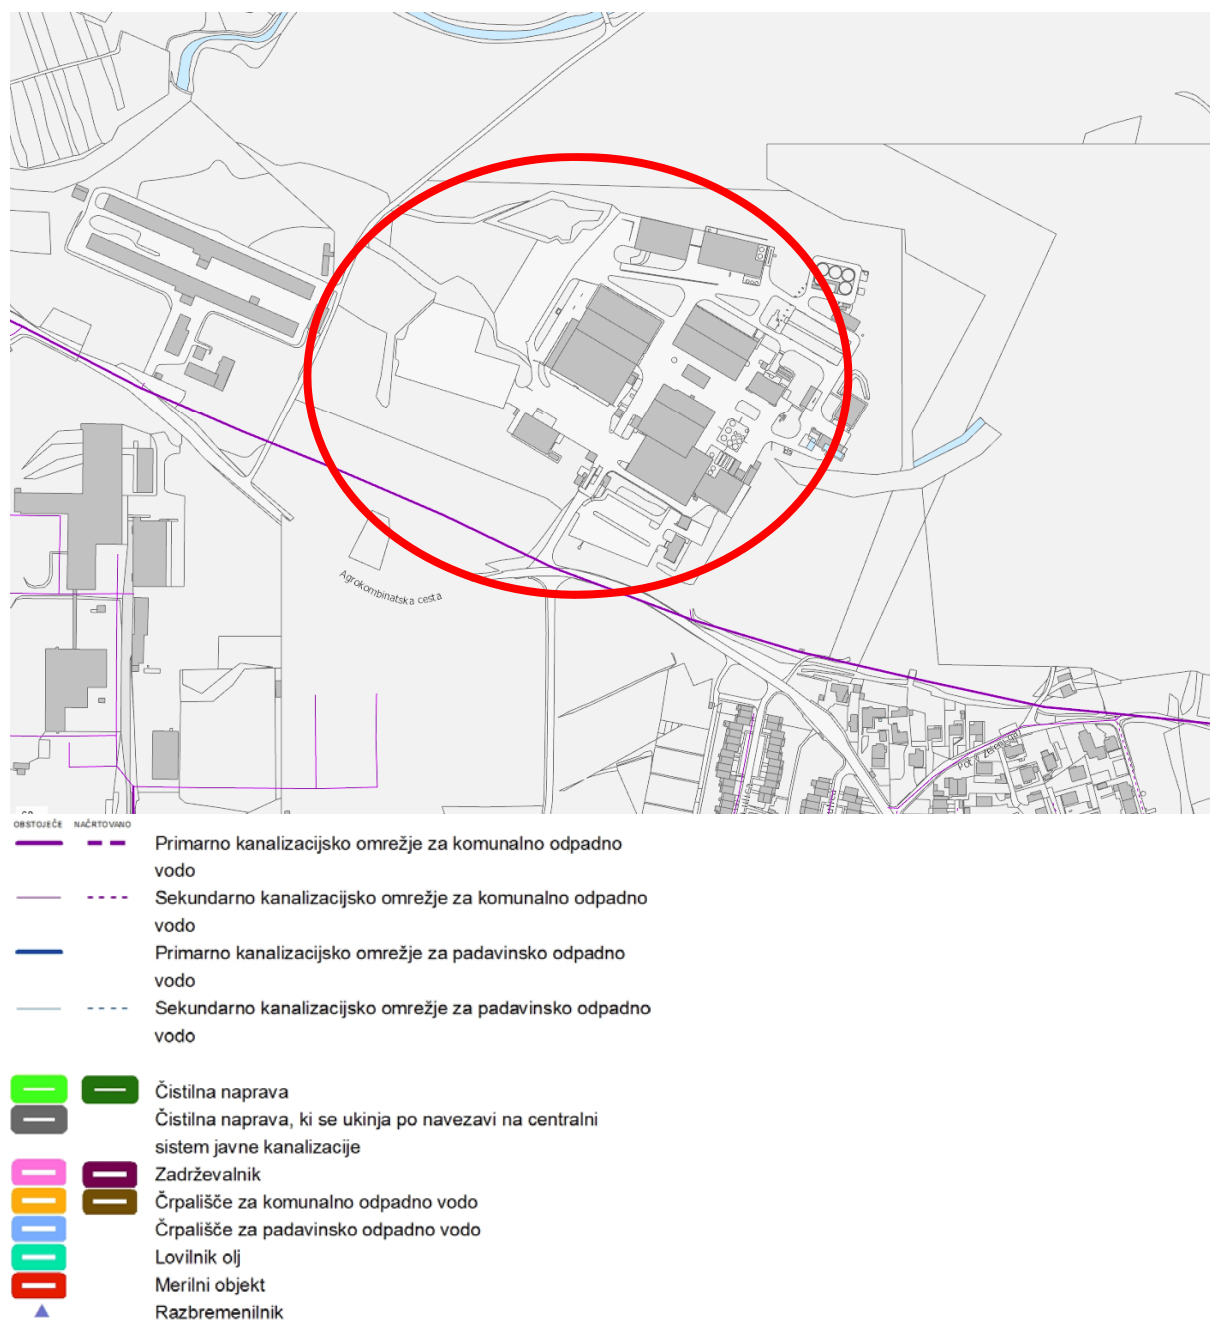 Agrokombinatska cesta
OBSTOJEČE NAČRTOVANO
Primarno kanalizacijsko omrežje za komunalno odpadno
vodo
Sekundarno kanalizacijsko omrežje za komunalno odpadno
vodo
Primarno kanalizacijsko omrežje za padavinsko odpadno
vodo
Sekundarno kanalizacijsko omrežje za padavinsko odpadno
vodo
Čistilna naprava
Čistilna naprava, ki se ukinja po navezavi na centralni
sistem javne kanalizacije
Zadrževalnik
Črpališče za komunalno odpadno vodo
Črpališče za padavinsko odpadno vodo
Lovilnik olj
Merilni objekt
Razbremenilnik